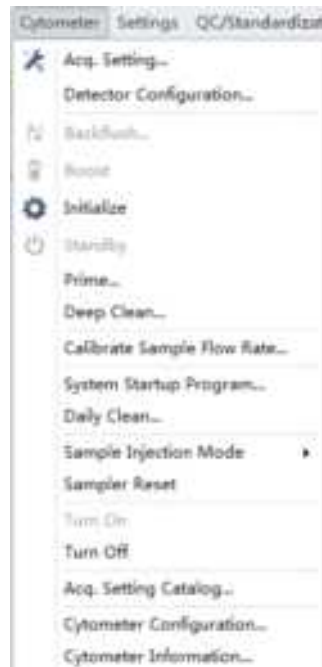 Cytometer Settings QC/Standardizat
Acq. Setting...
Detector Configuration...
Backflush...
Boost
Initialize
Standby
Prime...
Deep Clean...
Calibrate Sample Flow Rate...
System Startup Program...
Daily Clean...
Sample Injection Mode
Sampler Reset
Turn On
Turn Off
Acq. Setting Catalog...
Cytometer Configuration...
Cytometer Information...